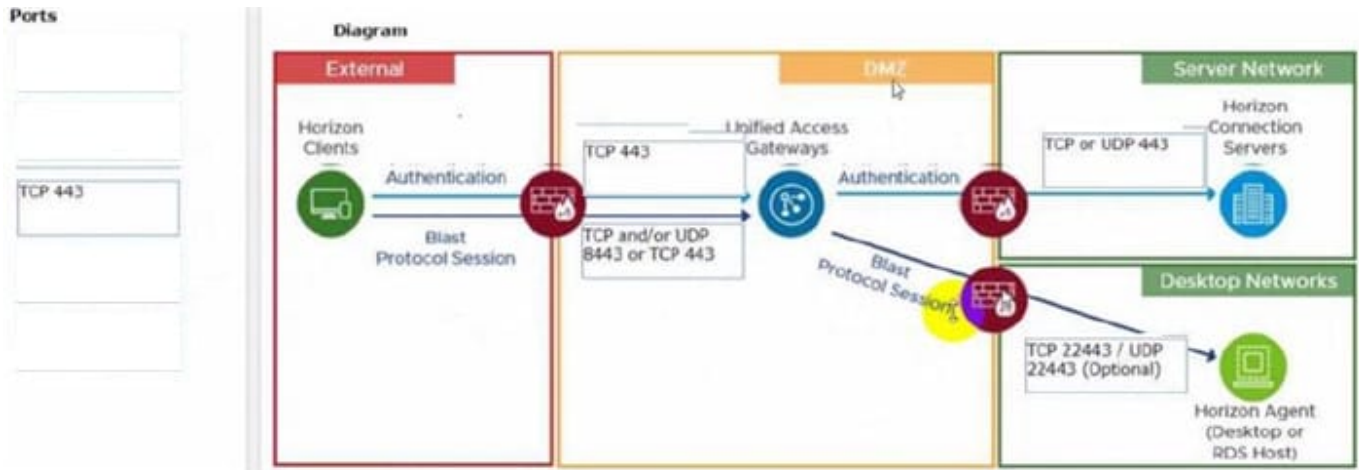 Ports
TCP 443
Diagram
External
DMZ
Server Network
Horizon
Clients
Authentication
Blast
Protocol Session
TCP 443
TCP and/or UDP
8443 or TCP 443
Unified Access
Gateways
Authentication
Blast
Protocol Session
TCP or UDP 443
Horizon
Connection
Servers
Desktop Networks
TCP 22443 / UDP
22443 (Optional)
Horizon Agent
(Desktop or
RDS Host)